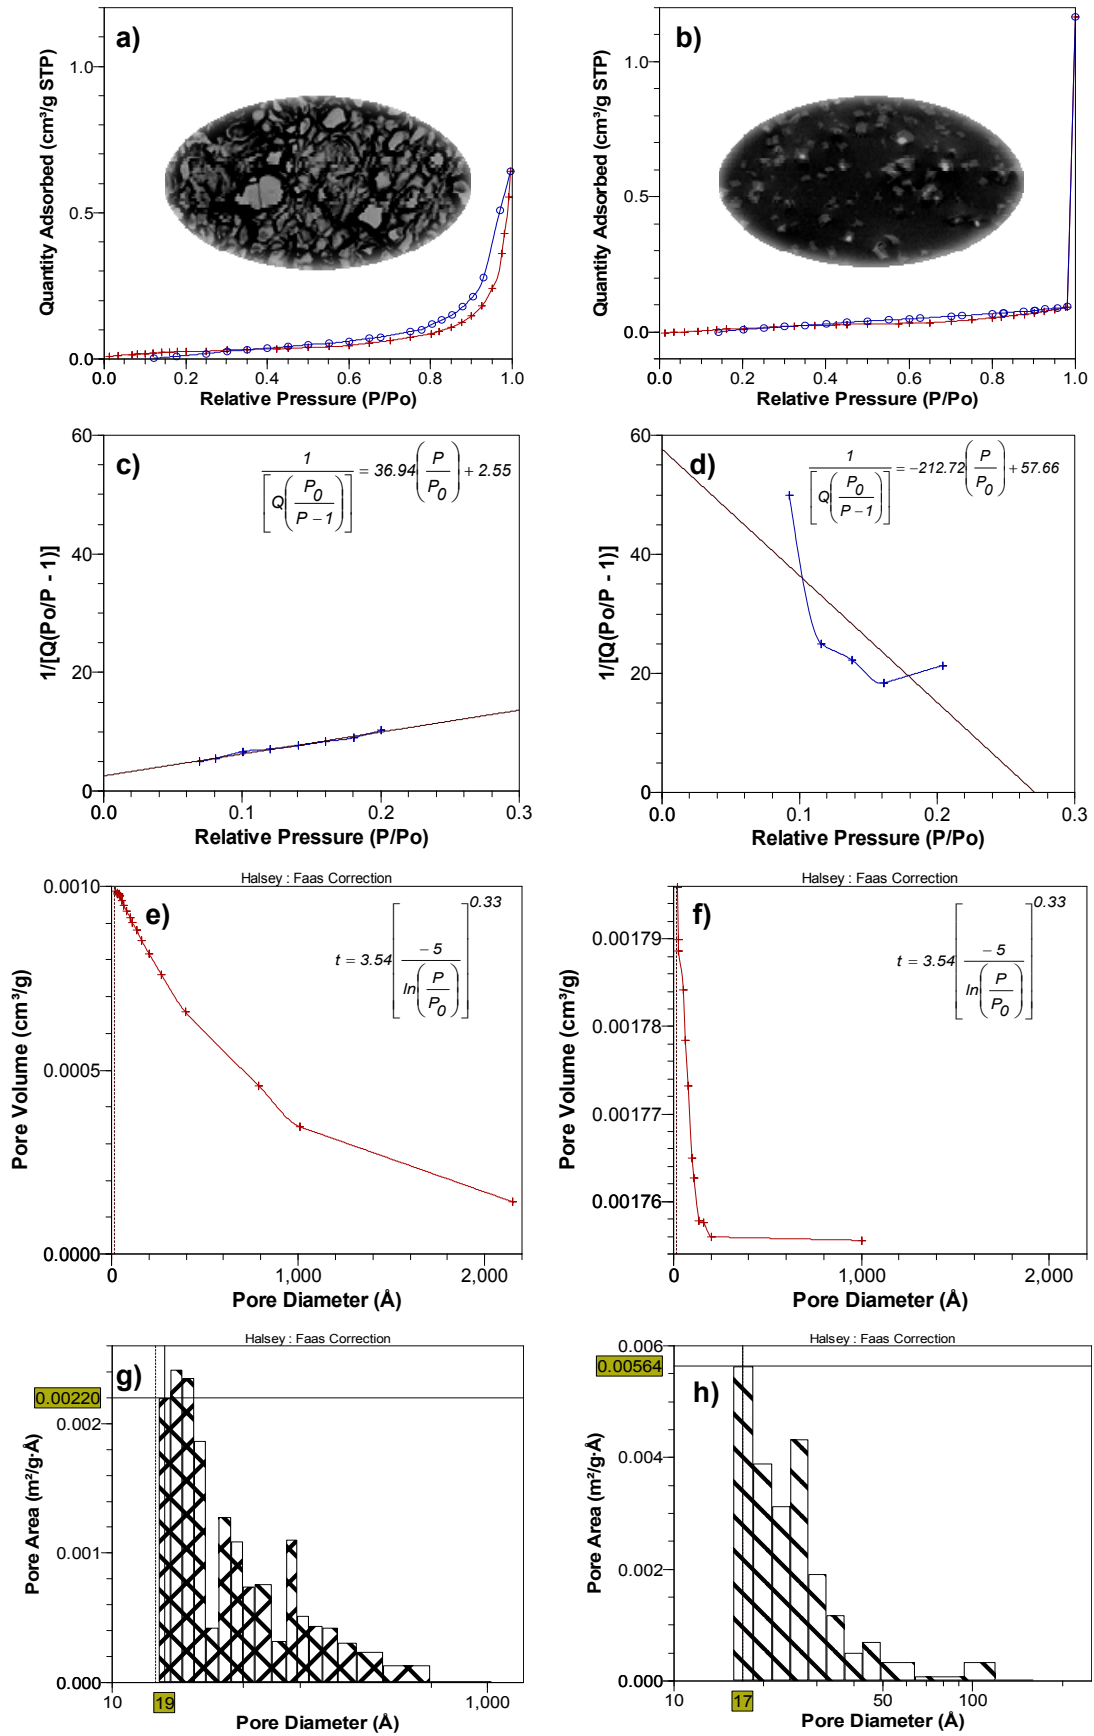 a)
Quantity Adsorbed (cm³/g STP)
1.0
0.5
0.0
0.0 0.2 0.4 0.6 0.8 1.0
Relative Pressure (P/Po)
b)
Quantity Adsorbed (cm³/g STP)
1.0
0.5
0.0
0.0 0.2 0.4 0.6 0.8 1.0
Relative Pressure (P/Po)
c)
1/[Q(Po/P - 1)]
60
40
20
0
0.0 0.1 0.2 0.3
Relative Pressure (P/Po)
1 / [Q(P0 / P − 1)] = 36.94 (P / P0) + 2.55
d)
1/[Q(Po/P - 1)]
60
40
20
0
0.0 0.1 0.2 0.3
Relative Pressure (P/Po)
1 / [Q(P0 / P − 1)] = −212.72 (P / P0) + 57.66
Halsey : Faas Correction
e)
Pore Volume (cm³/g)
0.0010
0.0005
0.0000
0 1,000 2,000
Pore Diameter (Å)
t = 3.54 [−5 / ln(P / P0)] 0.33
Halsey : Faas Correction
f)
Pore Volume (cm³/g)
0.00179
0.00178
0.00177
0.00176
0 1,000 2,000
Pore Diameter (Å)
t = 3.54 [−5 / ln(P / P0)] 0.33
Halsey : Faas Correction
g)
Pore Area (m²/g·Å)
0.00220
0.002
0.001
0.000
10 19 1,000
Pore Diameter (Å)
Halsey : Faas Correction
h)
Pore Area (m²/g·Å)
0.006
0.00564
0.004
0.002
0.000
10 17 50 100
Pore Diameter (Å)